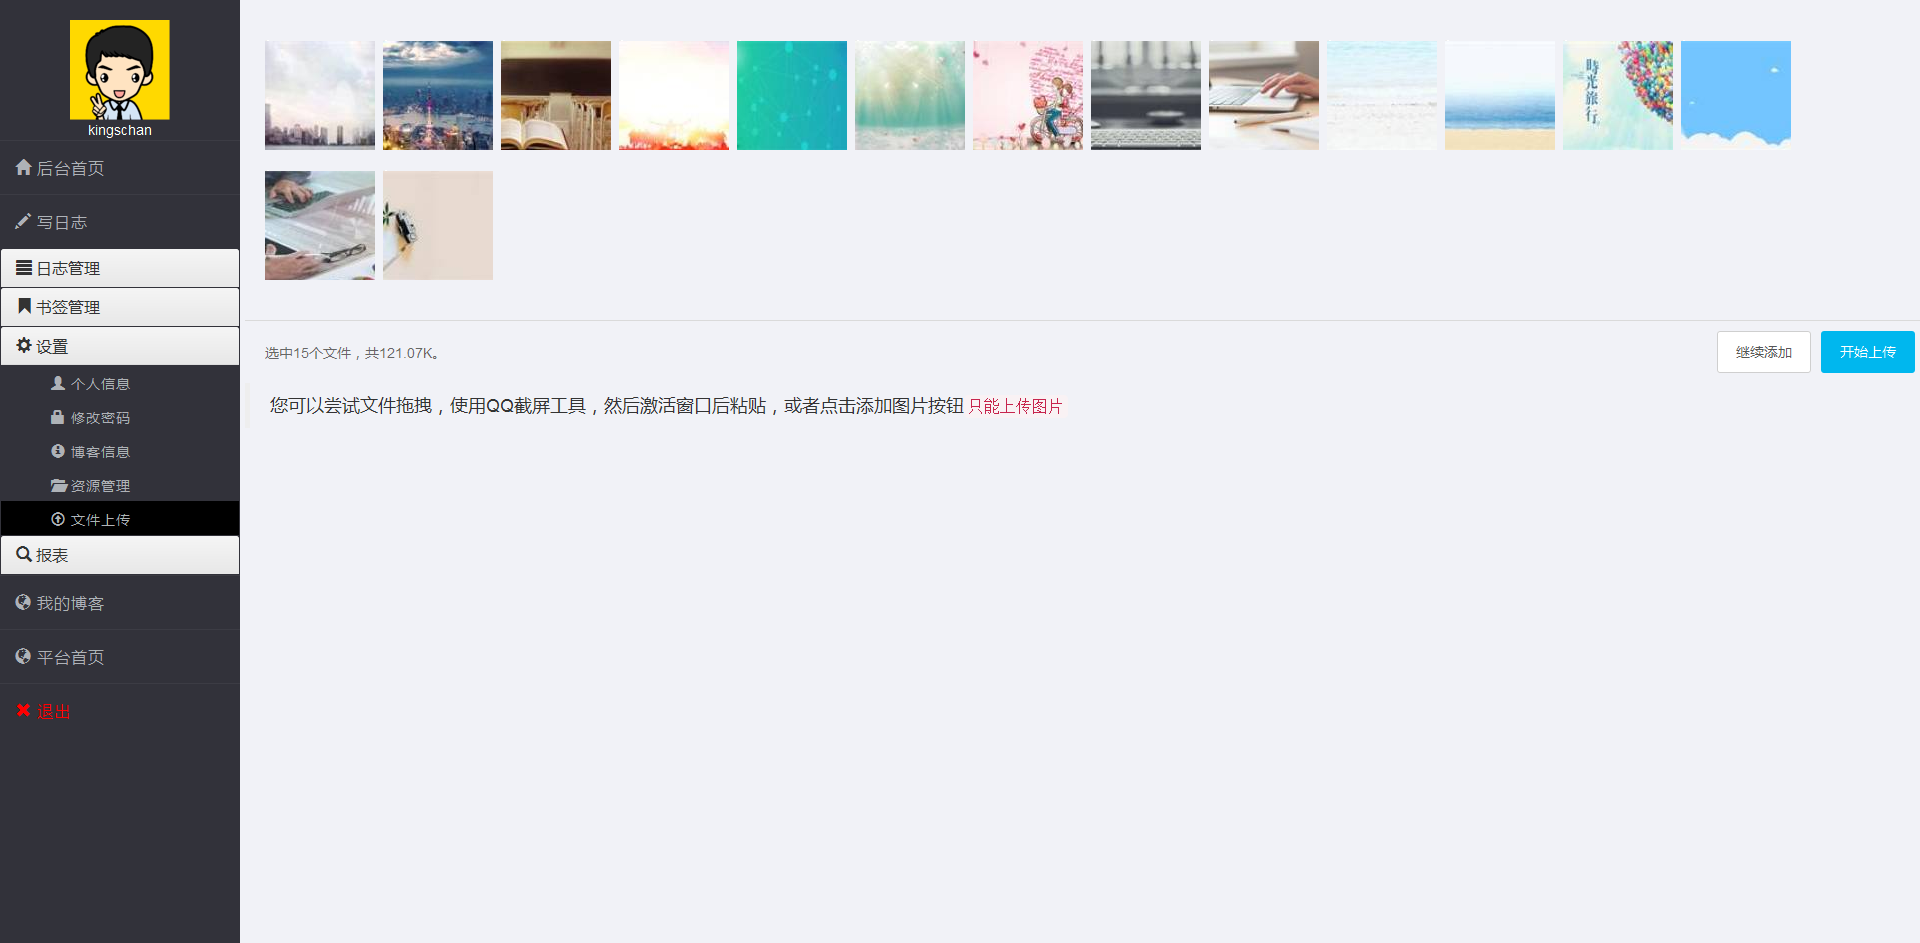 kingschan
后台首页
写日志
日志管理
书签管理
设置
个人信息
修改密码
博客信息
资源管理
文件上传
报表
我的博客
平台首页
退出
時光旅行。
选中15个文件，共121.07K。
继续添加
开始上传
您可以尝试文件拖拽，使用QQ截屏工具，然后激活窗口后粘贴，或者点击添加图片按钮 只能上传图片